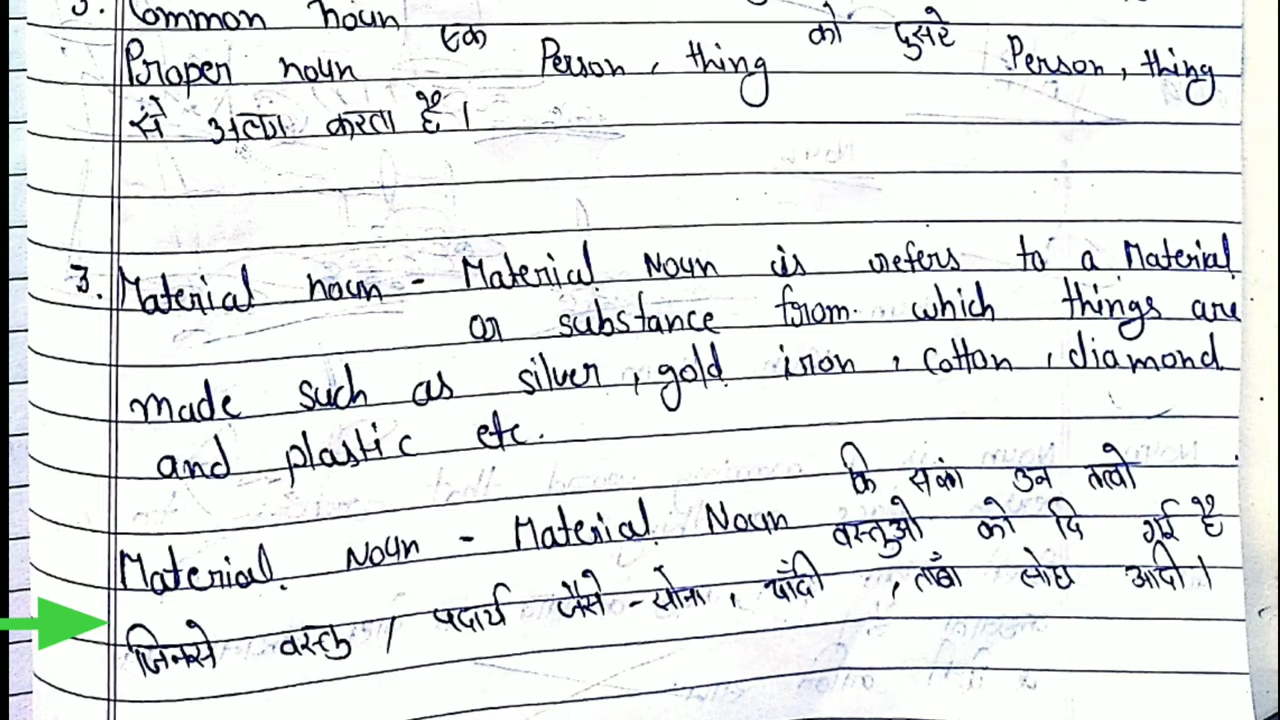 Common noun
Proper noun एक Person, thing को दुसरे Person, thing
से अलग करता है।
3. Material noun - Material Noun is refers to a Material
or substance from which things are
made such as silver, gold iron, cotton, diamond
and plastic etc.
कि सकं उन तत्वो
Material. Noun - Material Noun वस्तुओ को दि गई है
जिनसे वस्तु / पदार्थ जैसे - सोना, चाँदी, ताँबा लोहा आदी।